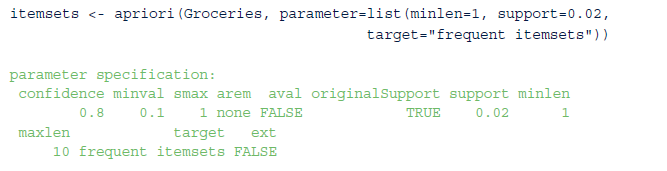 itemsets <- apriori(Groceries, parameter=list(minlen=1, support=0.02,
target="frequent itemsets"))
parameter specification:
confidence minval smax arem aval originalSupport support minlen
0.8 0.1 1 none FALSE TRUE 0.02 1
maxlen target ext
10 frequent itemsets FALSE